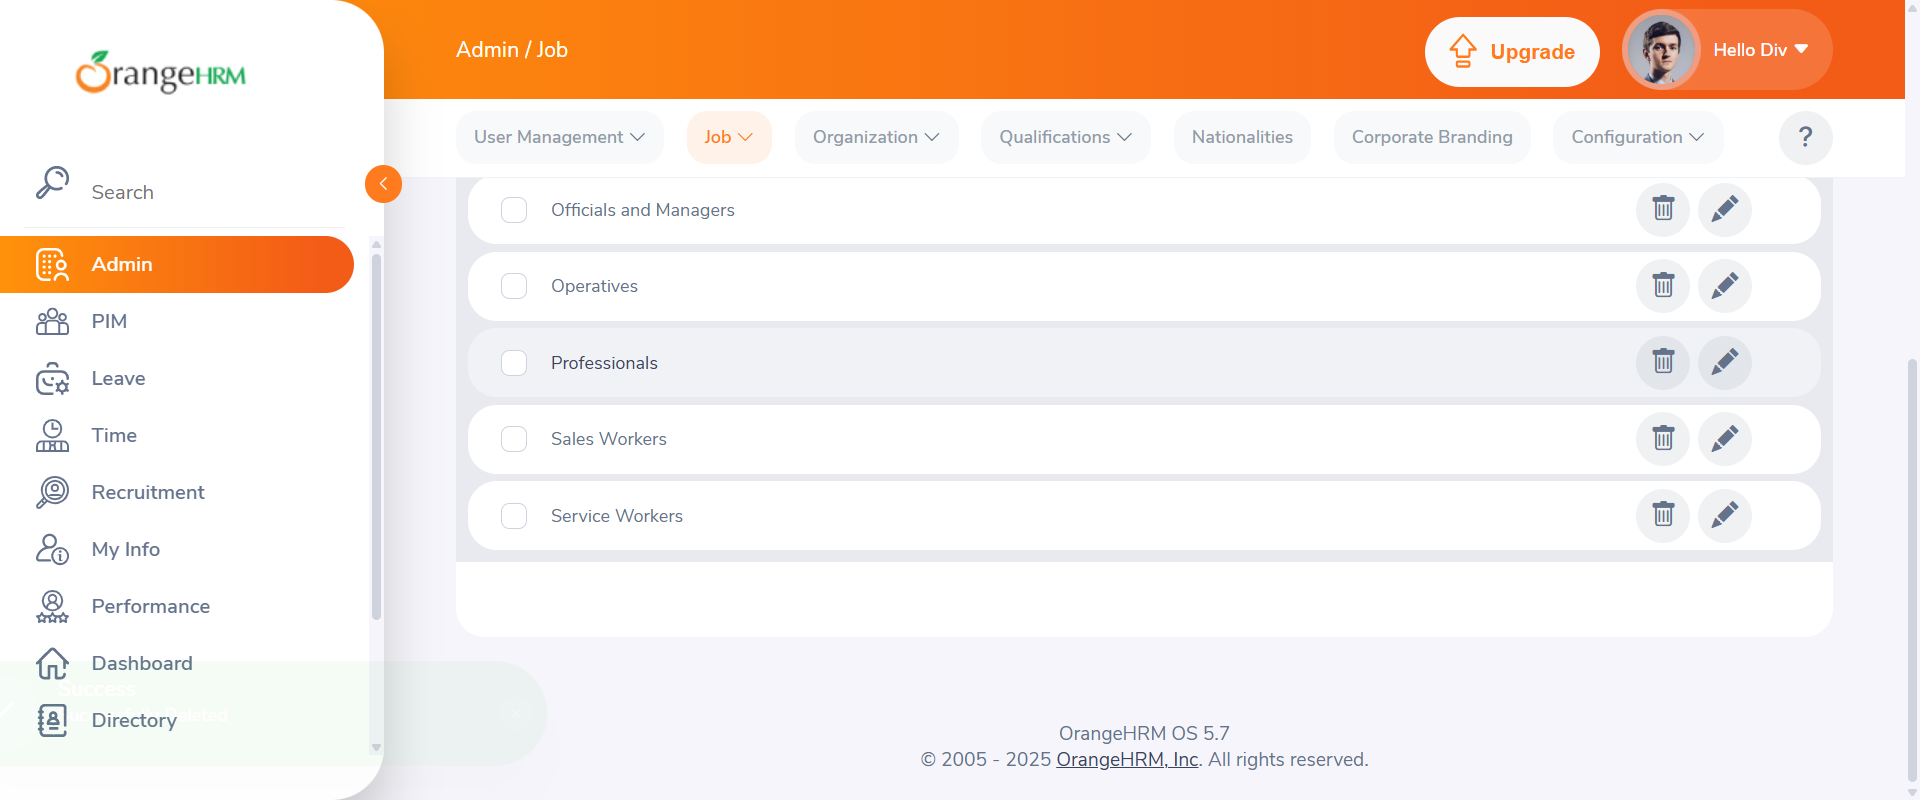 OrangeHRM
Admin / Job
Upgrade
Hello Div
User Management
Job
Organization
Qualifications
Nationalities
Corporate Branding
Configuration
?
Search
Admin
PIM
Leave
Time
Recruitment
My Info
Performance
Dashboard
Directory
Success
Deleted
Officials and Managers
Operatives
Professionals
Sales Workers
Service Workers
OrangeHRM OS 5.7
© 2005 - 2025 OrangeHRM, Inc. All rights reserved.